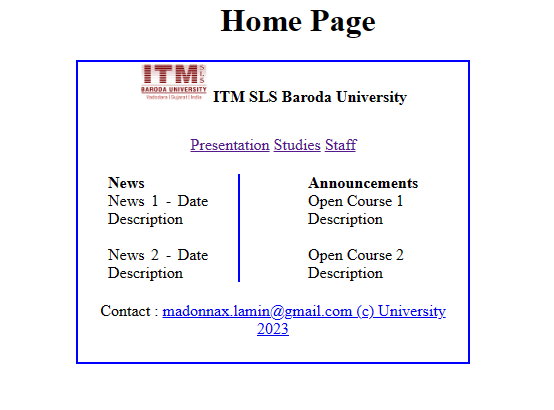 Home Page
ITM SLS
BARODA UNIVERSITY
Vadodara | Gujarat | India
ITM SLS Baroda University
Presentation Studies Staff
News
News 1 - Date
Description
News 2 - Date
Description
Announcements
Open Course 1
Description
Open Course 2
Description
Contact : madonnax.lamin@gmail.com (c) University
2023